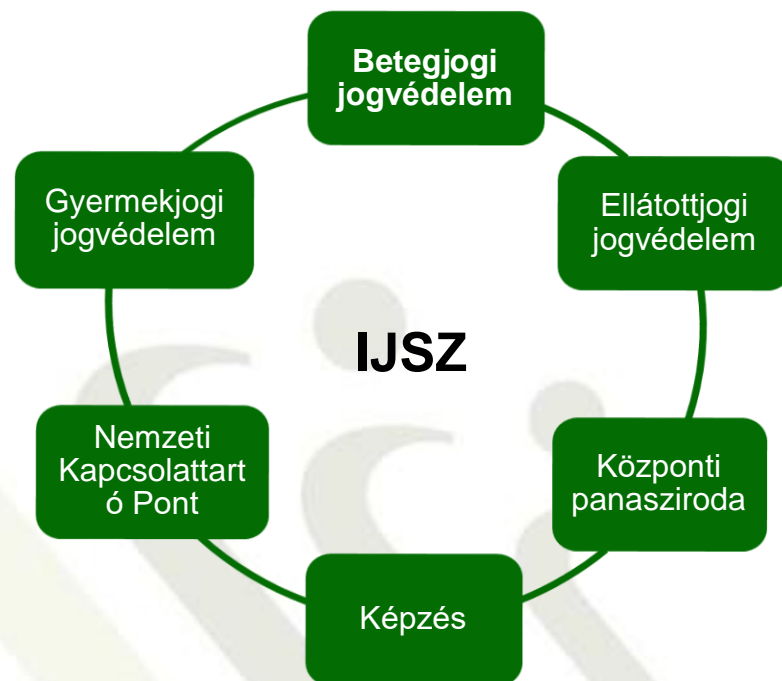 Betegjogi
jogvédelem
Gyermekjogi
jogvédelem
Ellátottjogi
jogvédelem
IJSZ
Nemzeti
Kapcsolattart
ó Pont
Központi
panasziroda
Képzés